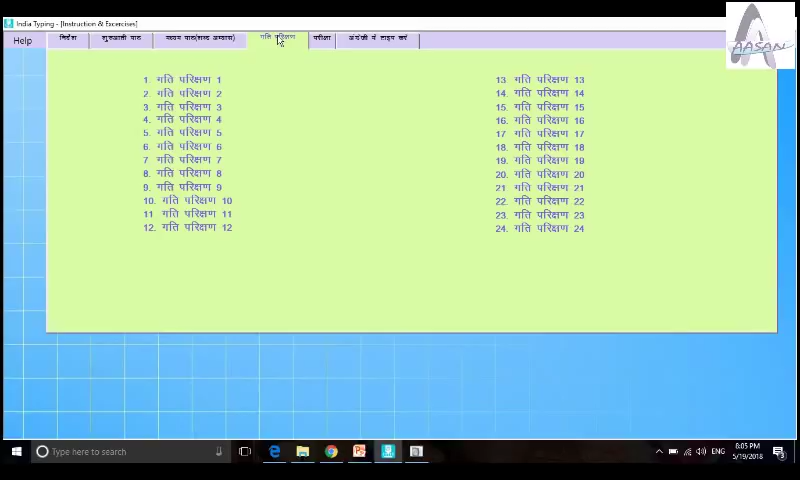 India Typing - [Instruction & Excercises]
Help
निर्देश
शुरुआती पाठ
मध्यम पाठ(शब्द अभ्यास)
गति परिक्षण
परीक्षा
अंग्रेजी में टाइप करें
AASAN
1. गति परिक्षण 1
2. गति परिक्षण 2
3. गति परिक्षण 3
4. गति परिक्षण 4
5. गति परिक्षण 5
6. गति परिक्षण 6
7. गति परिक्षण 7
8. गति परिक्षण 8
9. गति परिक्षण 9
10. गति परिक्षण 10
11 गति परिक्षण 11
12. गति परिक्षण 12
13. गति परिक्षण 13
14. गति परिक्षण 14
15. गति परिक्षण 15
16. गति परिक्षण 16
17 गति परिक्षण 17
18. गति परिक्षण 18
19. गति परिक्षण 19
20. गति परिक्षण 20
21 गति परिक्षण 21
22. गति परिक्षण 22
23. गति परिक्षण 23
24. गति परिक्षण 24
Type here to search
ENG
8:05 PM
5/19/2018